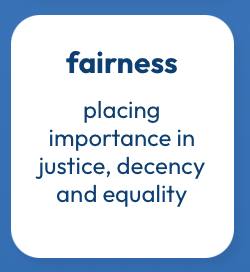 fairness
placing
importance in
justice, decency
and equality